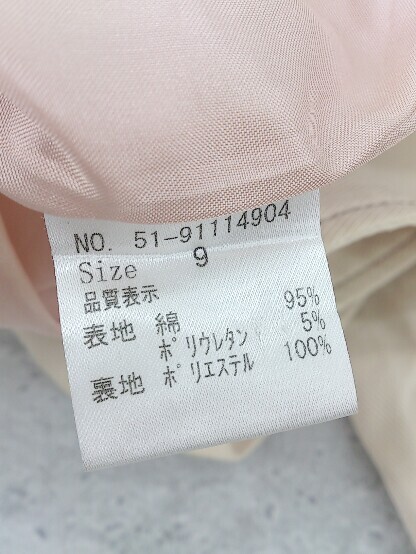 NO. 51-91114904
Size 9
品質表示
表地 綿 95%
ポリウレタン 5%
裏地 ポリエステル 100%